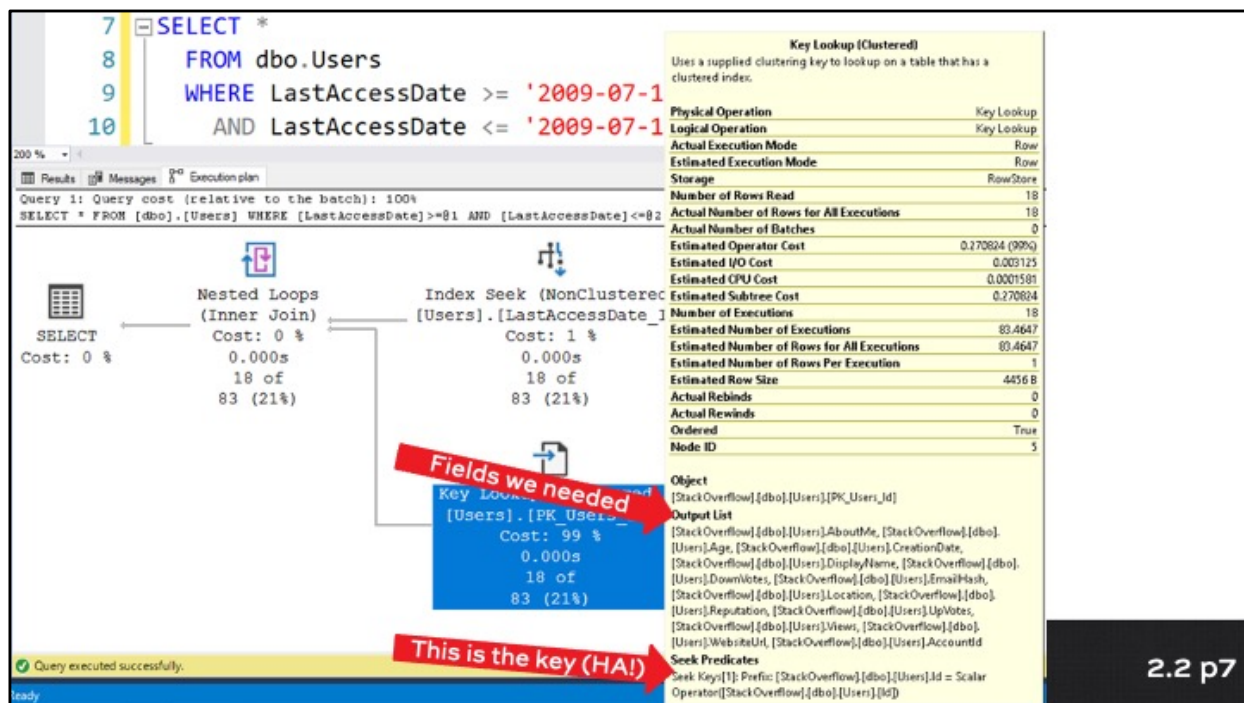 7 SELECT *
8 FROM dbo.Users
9 WHERE LastAccessDate >= '2009-07-1
10 AND LastAccessDate <= '2009-07-1
200 %
Results Messages Execution plan
Query 1: Query cost (relative to the batch): 100%
SELECT * FROM [dbo].[Users] WHERE [LastAccessDate]>=@1 AND [LastAccessDate]<=@2
SELECT
Cost: 0 %
Nested Loops
(Inner Join)
Cost: 0 %
0.000s
18 of
83 (21%)
Index Seek (NonClustered
[Users].[LastAccessDate_I
Cost: 1 %
0.000s
18 of
83 (21%)
Key
[Users].[PK_Users_
Cost: 99 %
0.000s
18 of
83 (21%)
Fields we needed
This is the key (HA!)
Query executed successfully.
Ready
Key Lookup (Clustered)
Uses a supplied clustering key to lookup on a table that has a
clustered index.
Physical Operation Key Lookup
Logical Operation Key Lookup
Actual Execution Mode Row
Estimated Execution Mode Row
Storage RowStore
Number of Rows Read 18
Actual Number of Rows for All Executions 18
Actual Number of Batches 0
Estimated Operator Cost 0.270824 (99%)
Estimated I/O Cost 0.003125
Estimated CPU Cost 0.0001581
Estimated Subtree Cost 0.270824
Number of Executions 18
Estimated Number of Executions 83.4647
Estimated Number of Rows for All Executions 83.4647
Estimated Number of Rows Per Execution 1
Estimated Row Size 4456 B
Actual Rebinds 0
Actual Rewinds 0
Ordered True
Node ID 5
Object
[StackOverflow].[dbo].[Users].[PK_Users_Id]
Output List
[StackOverflow].[dbo].[Users].AboutMe, [StackOverflow].[dbo].
[Users].Age, [StackOverflow].[dbo].[Users].CreationDate,
[StackOverflow].[dbo].[Users].DisplayName, [StackOverflow].[dbo].
[Users].DownVotes, [StackOverflow].[dbo].[Users].EmailHash,
[StackOverflow].[dbo].[Users].Location, [StackOverflow].[dbo].
[Users].Reputation, [StackOverflow].[dbo].[Users].UpVotes,
[StackOverflow].[dbo].[Users].Views, [StackOverflow].[dbo].
[Users].WebsiteUrl, [StackOverflow].[dbo].[Users].AccountId
Seek Predicates
Seek Keys[1]: Prefix: [StackOverflow].[dbo].[Users].Id = Scalar
Operator([StackOverflow].[dbo].[Users].[Id])
2.2 p7